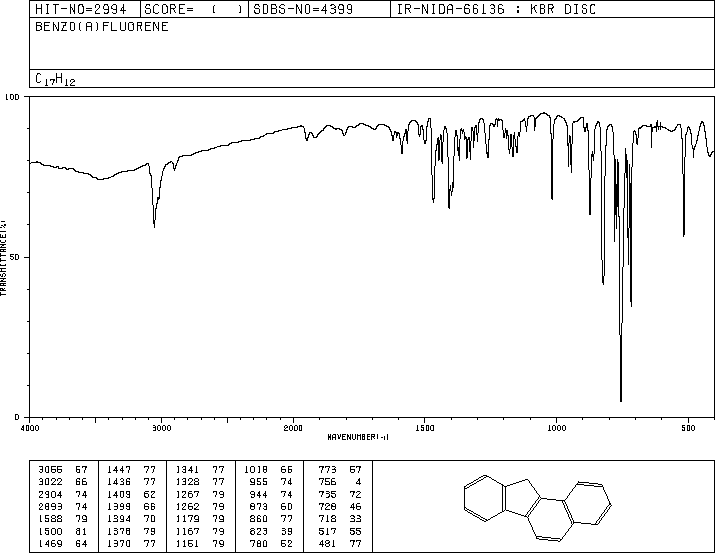 HIT-NO=2994 SCORE= ( ) SDBS-NO=4399 IR-NIDA-66136 : KBR DISC
BENZO(A)FLUORENE
C17H12
100
TRANSMITTANCE(%)
50
0
4000 3000 2000 1500 1000 500
WAVENUMBER(-1)
3055 57 1447 77 1341 77 1018 66 773 57
3022 66 1436 77 1328 77 955 74 756 4
2904 74 1409 62 1267 79 944 74 735 72
2893 74 1399 66 1262 79 873 60 728 46
1588 79 1394 70 1179 79 860 77 718 33
1500 81 1378 79 1167 79 823 39 517 55
1469 64 1370 77 1151 79 780 52 481 77